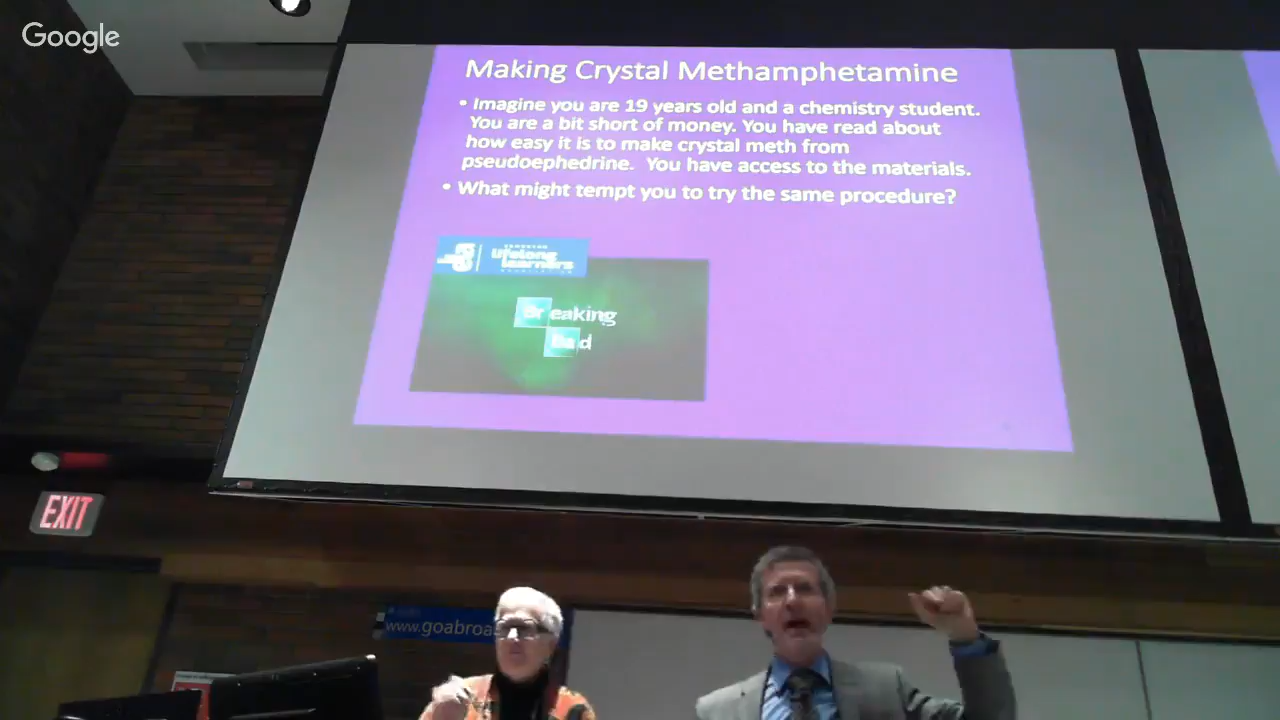 Google
Making Crystal Methamphetamine
• Imagine you are 19 years old and a chemistry student.
You are a bit short of money. You have read about
how easy it is to make crystal meth from
pseudoephedrine. You have access to the materials.
• What might tempt you to try the same procedure?
lifelong
learners
Breaking
Bad
EXIT
www.goabroa